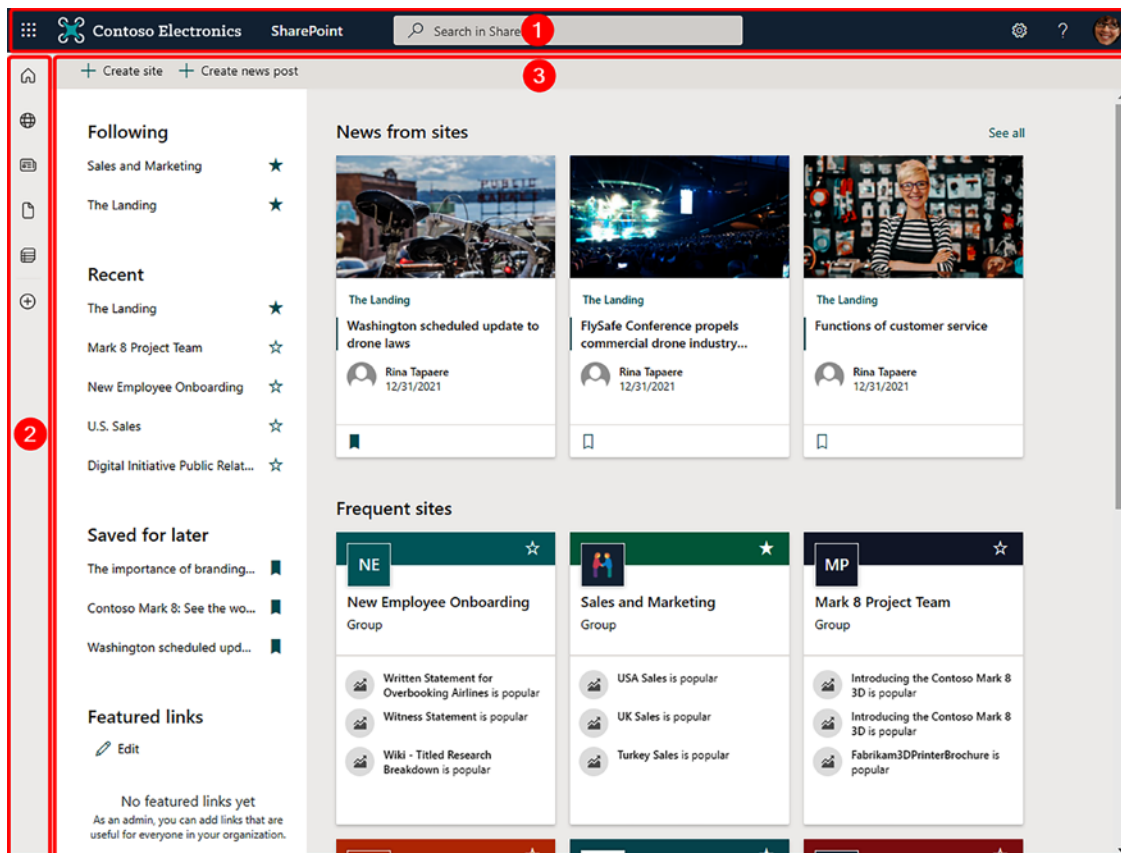 Contoso Electronics SharePoint Search in Share 1
3
Create site Create news post
2
Following
Sales and Marketing
The Landing
Recent
The Landing
Mark 8 Project Team
New Employee Onboarding
U.S. Sales
Digital Initiative Public Relat...
Saved for later
The importance of branding...
Contoso Mark 8: See the wo...
Washington scheduled upd...
Featured links
Edit
No featured links yet
As an admin, you can add links that are
useful for everyone in your organization.
News from sites See all
PUBLIC
MARKET
The Landing
Washington scheduled update to
drone laws
Rina Tapaere
12/31/2021
The Landing
FlySafe Conference propels
commercial drone industry...
Rina Tapaere
12/31/2021
The Landing
Functions of customer service
Rina Tapaere
12/31/2021
Frequent sites
NE
New Employee Onboarding
Group
Written Statement for
Overbooking Airlines is popular
Witness Statement is popular
Wiki - Titled Research
Breakdown is popular
Sales and Marketing
Group
USA Sales is popular
UK Sales is popular
Turkey Sales is popular
MP
Mark 8 Project Team
Group
Introducing the Contoso Mark 8
3D is popular
Introducing the Contoso Mark 8
3D is popular
Fabrikam3DPrinterBrochure is
popular